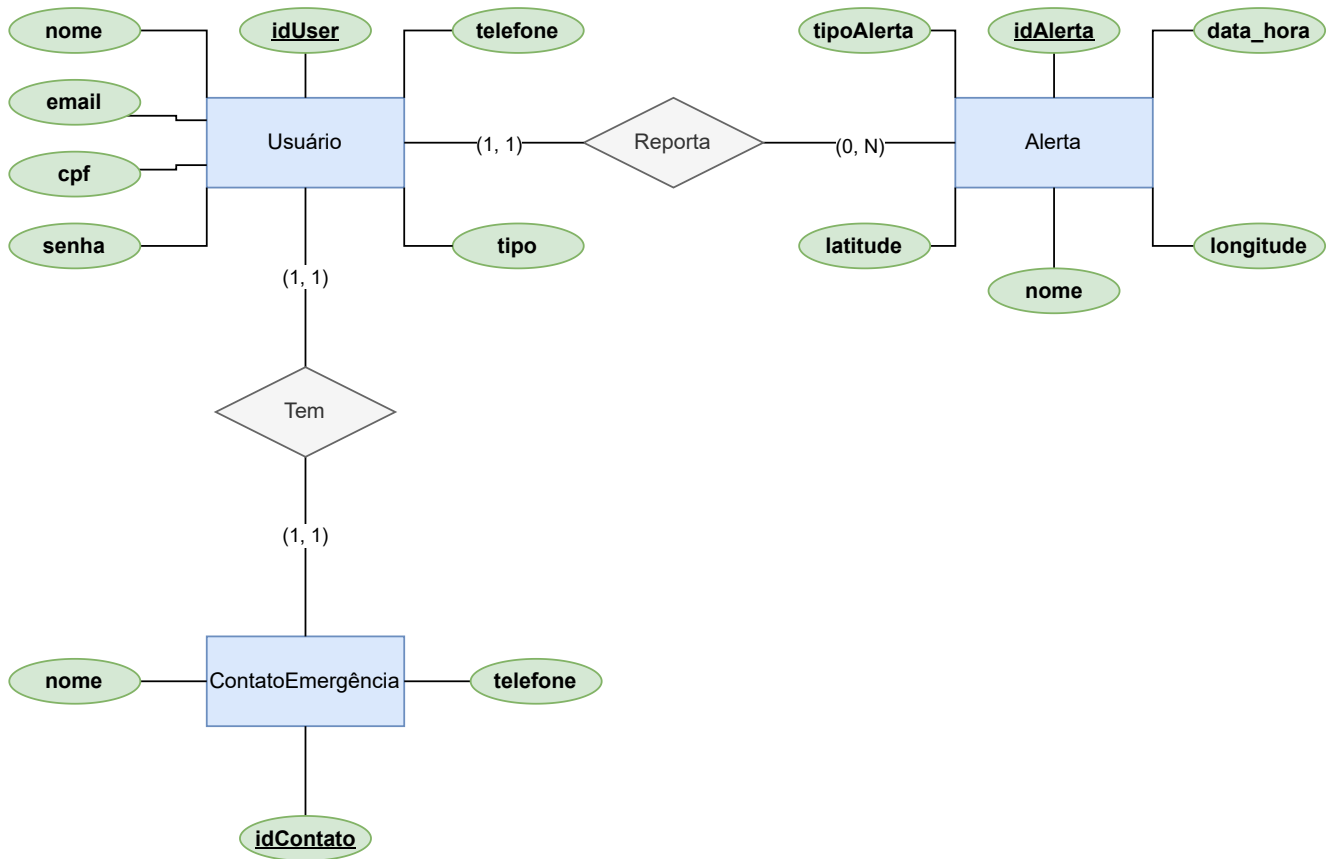 nome
idUser
telefone
tipoAlerta
idAlerta
data_hora
email
Usuário
(1, 1)
Reporta
(0, N)
Alerta
cpf
senha
tipo
latitude
longitude
(1, 1)
nome
Tem
(1, 1)
nome
ContatoEmergência
telefone
idContato